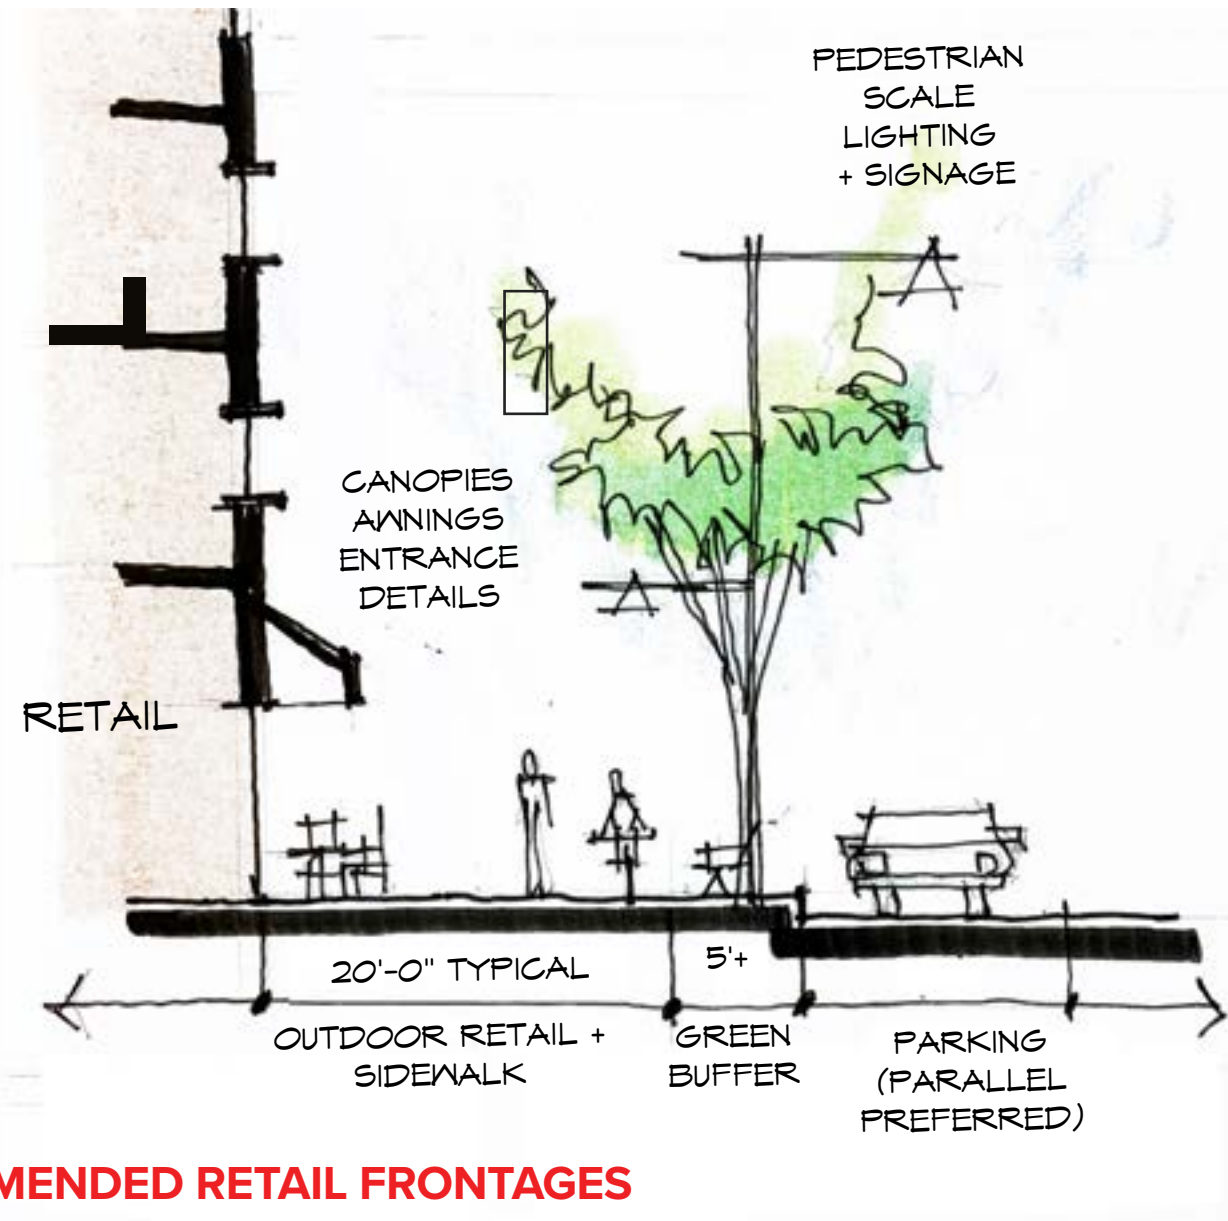 PEDESTRIAN
SCALE
LIGHTING
+ SIGNAGE
CANOPIES
AWNINGS
ENTRANCE
DETAILS
RETAIL
20'-0" TYPICAL
5'+
OUTDOOR RETAIL +
SIDEWALK
GREEN
BUFFER
PARKING
(PARALLEL
PREFERRED)
MENDED RETAIL FRONTAGES